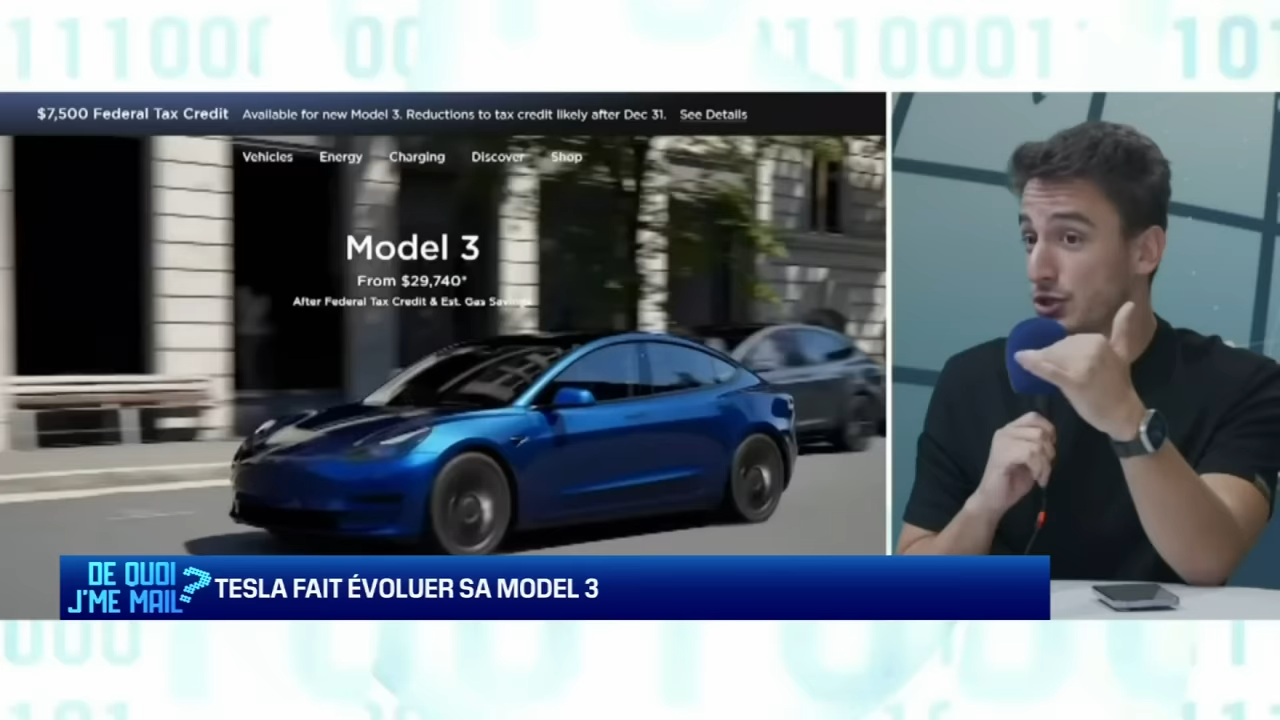 $7,500 Federal Tax Credit Available for new Model 3. Reductions to tax credit likely after Dec 31. See Details
Vehicles Energy Charging Discover Shop
Model 3
From $29,740*
After Federal Tax Credit & Est. Gas Savings
DE QUOI
J'ME MAIL?
TESLA FAIT ÉVOLUER SA MODEL 3